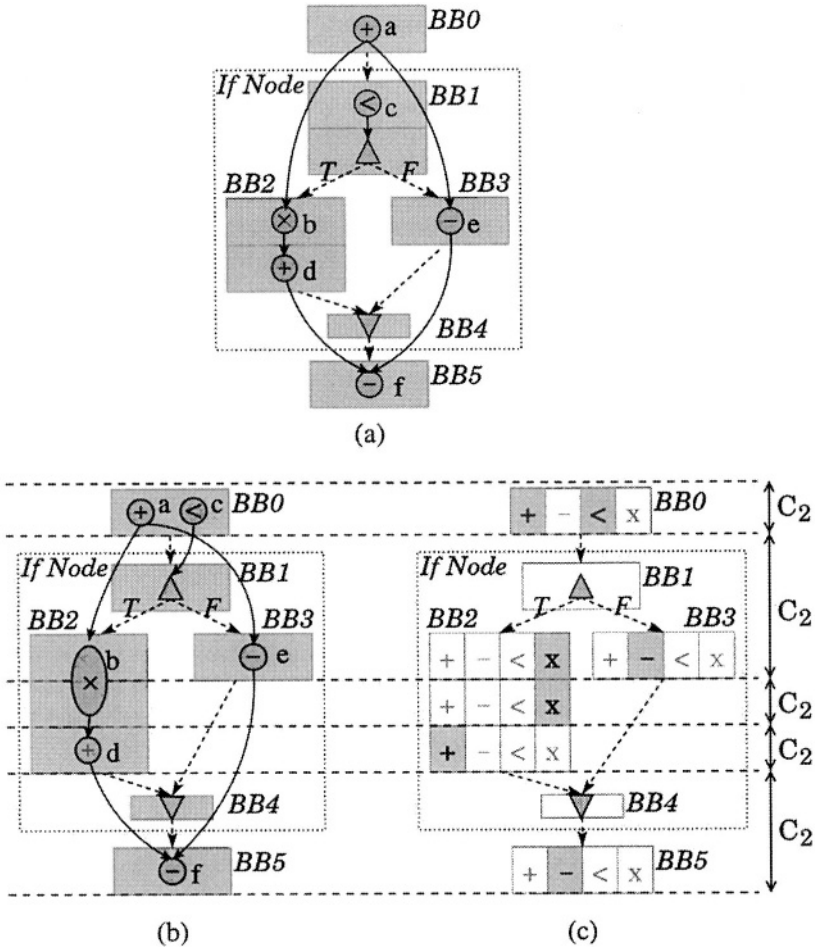 + a BB0
If Node
< c BB1
T F
BB2 BB3
× b − e
+ d
BB4
− f BB5
(a)
+ a < c BB0
If Node
BB1
T F
BB2 BB3
b
× − e
+ d
BB4
− f BB5
(b)
+ − < x BB0
If Node
BB1
T F
BB2 BB3
+ − < x + − < x
+ − < x
+ − < x
BB4
+ − < x BB5
(c)
C2
C2
C2
C2
C2